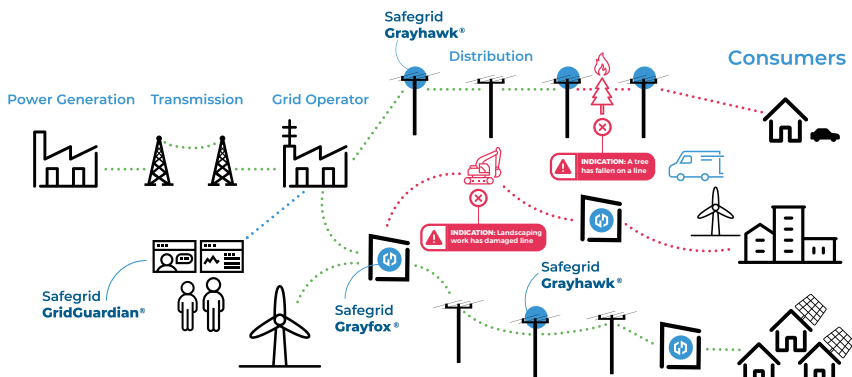 Safegrid
Grayhawk®
Distribution
Consumers
Power Generation
Transmission
Grid Operator
INDICATION: A tree
has fallen on a line
INDICATION: Landscaping
work has damaged line
Safegrid
GridGuardian®
Safegrid
Grayfox®
Safegrid
Grayhawk®